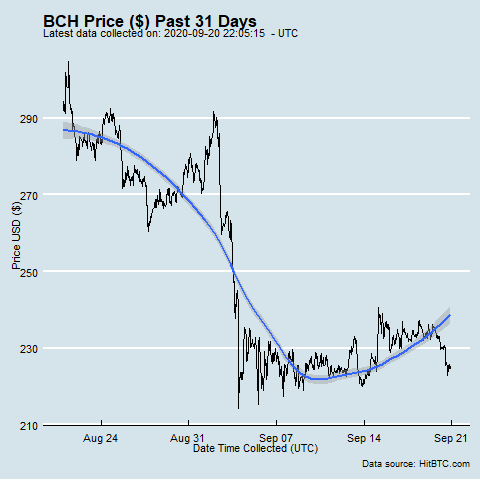 BCH Price ($) Past 31 Days
Latest data collected on: 2020-09-20 22:05:15 - UTC
290
270
250
230
210
Price USD ($)
Aug 24 Aug 31 Sep 07 Sep 14 Sep 21
Date Time Collected (UTC)
Data source: HitBTC.com